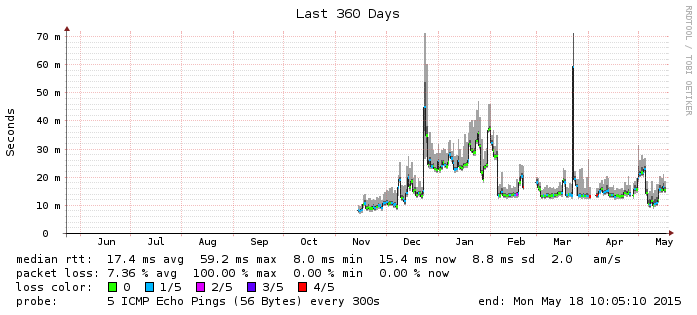 Last 360 Days
RRDTOOL / TOBI OETIKER
Seconds
70 m
60 m
50 m
40 m
30 m
20 m
10 m
0
Jun Jul Aug Sep Oct Nov Dec Jan Feb Mar Apr May
median rtt: 17.4 ms avg 59.2 ms max 8.0 ms min 15.4 ms now 8.8 ms sd 2.0 am/s
packet loss: 7.36 % avg 100.00 % max 0.00 % min 0.00 % now
loss color: 0 1/5 2/5 3/5 4/5
probe: 5 ICMP Echo Pings (56 Bytes) every 300s end: Mon May 18 10:05:10 2015